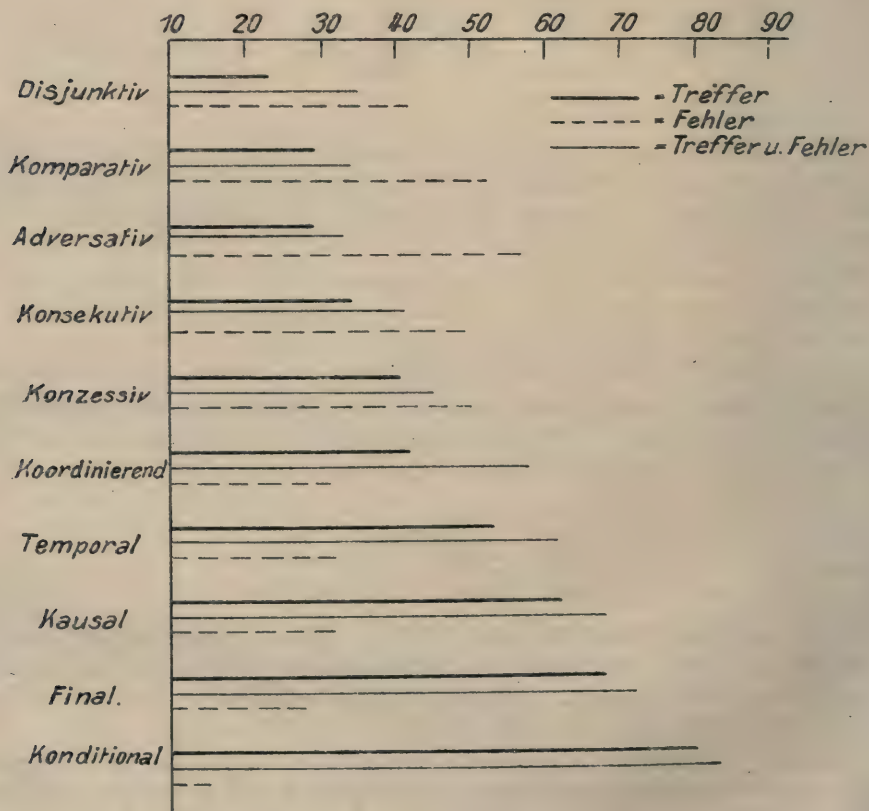 10 20 30 40 50 60 70 80 90
Disjunktiv
= Treffer
= Fehler
= Treffer u. Fehler
Komparativ
Adversativ
Konsekutiv
Konzessiv
Koordinierend
Temporal
Kausal
Final.
Konditional